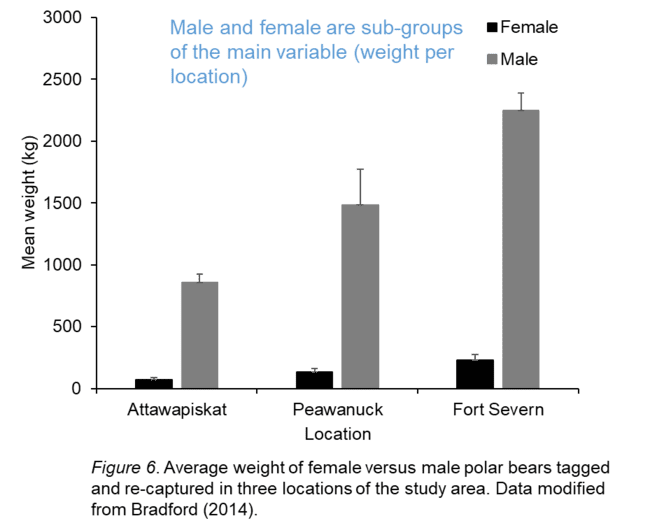 3000
Male and female are sub-groups
of the main variable (weight per
location)
Female
Male
2500
2000
1500
1000
500
0
Mean weight (kg)
Attawapiskat
Peawanuck
Fort Severn
Location
Figure 6. Average weight of female versus male polar bears tagged
and re-captured in three locations of the study area. Data modified
from Bradford (2014).